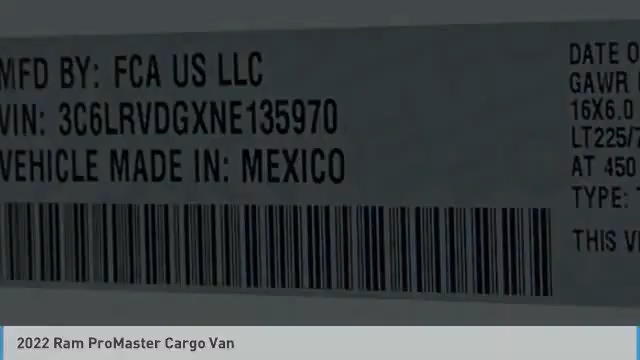 MFD BY: FCA US LLC
VIN: 3C6LRVDGXNE135970
VEHICLE MADE IN: MEXICO
DATE O
GAWR
16X6.0
LT225/7
AT 450
TYPE:
THIS V
2022 Ram ProMaster Cargo Van